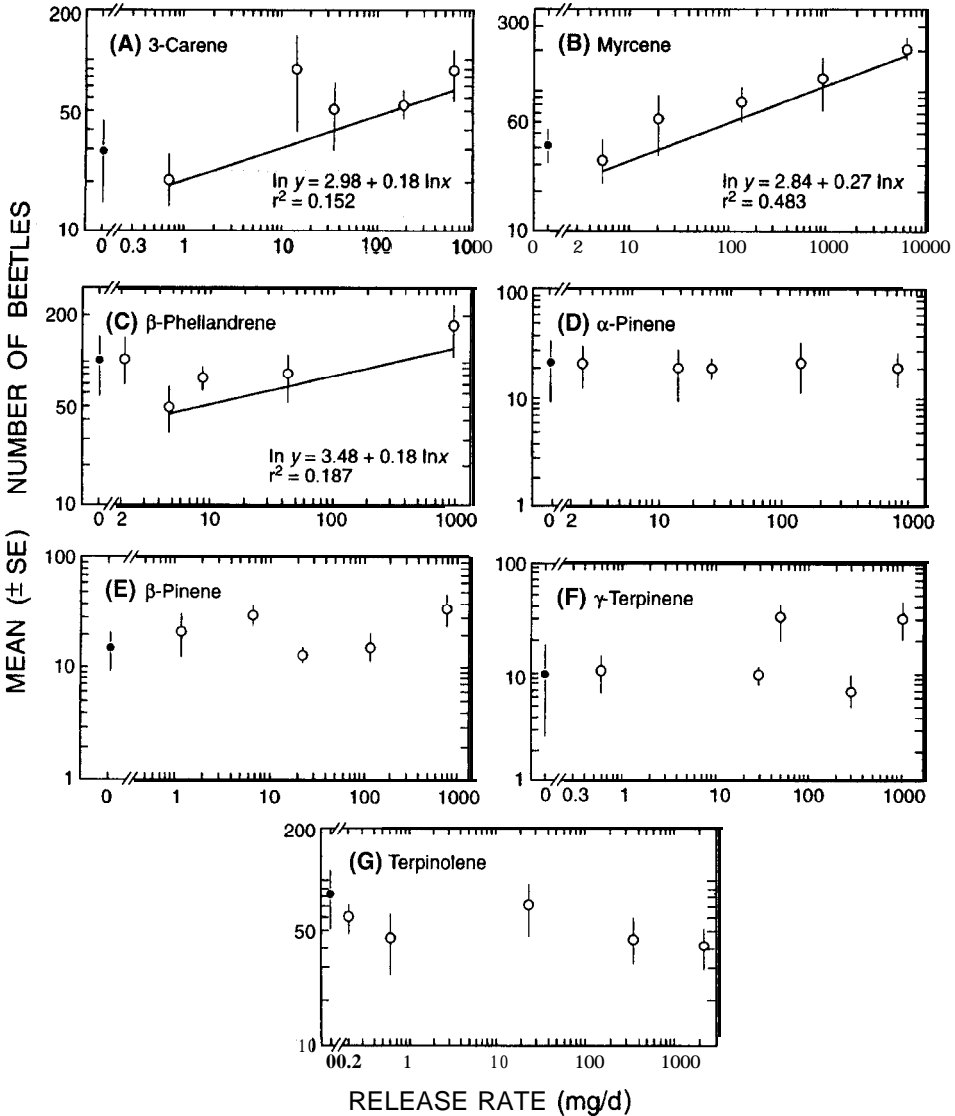 MEAN (± SE) NUMBER OF BEETLES
200
(A) 3-Carene
50
ln y = 2.98 + 0.18 lnx
r² = 0.152
10
0 0.3 1 10 100 1000
300
(B) Myrcene
60
ln y = 2.84 + 0.27 lnx
r² = 0.483
10
0 2 10 100 1000 10000
(C) β-Phellandrene
200
50
ln y = 3.48 + 0.18 lnx
r² = 0.187
10
0 2 10 100 1000
100
(D) α-Pinene
10
1
0 2 10 100 1000
100
(E) β-Pinene
10
1
0 1 10 100 1000
100
(F) γ-Terpinene
10
1
0 0.3 1 10 100 1000
200
(G) Terpinolene
50
10
00.2 1 10 100 1000
RELEASE RATE (mg/d)